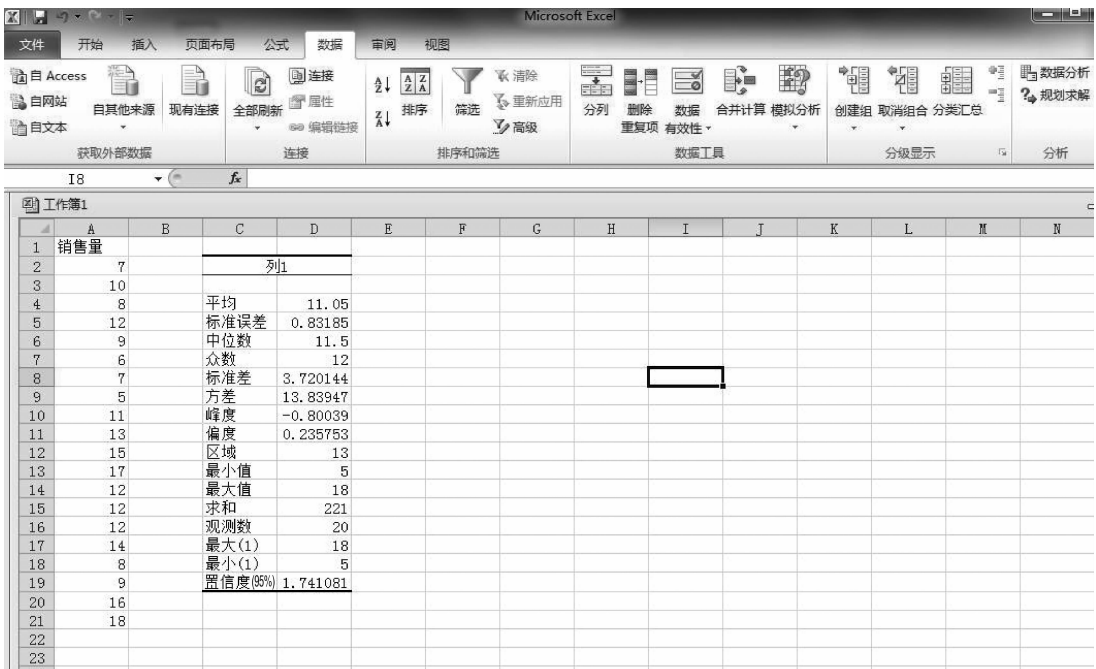 Microsoft Excel
文件 开始 插入 页面布局 公式 数据 审阅 视图
自 Access
自网站
自文本
自其他来源
现有连接
获取外部数据
全部刷新
连接
属性
编辑链接
连接
排序
筛选
清除
重新应用
高级
排序和筛选
分列
删除
重复项
数据
有效性
合并计算
模拟分析
数据工具
创建组
取消组合
分类汇总
分级显示
数据分析
规划求解
分析
I8 fx
工作簿1
A B C D E F G H I J K L M N
1 销售量
2 7 列1
3 10
4 8 平均 11.05
5 12 标准误差 0.83185
6 9 中位数 11.5
7 6 众数 12
8 7 标准差 3.720144
9 5 方差 13.83947
10 11 峰度 -0.80039
11 13 偏度 0.235753
12 15 区域 13
13 17 最小值 5
14 12 最大值 18
15 12 求和 221
16 12 观测数 20
17 14 最大(1) 18
18 8 最小(1) 5
19 9 置信度(95%) 1.741081
20 16
21 18
22
23